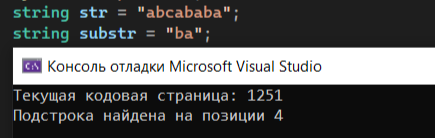 string str = "abcababa";
string substr = "ba";
C:\ Консоль отладки Microsoft Visual Studio
Текущая кодовая страница: 1251
Подстрока найдена на позиции 4